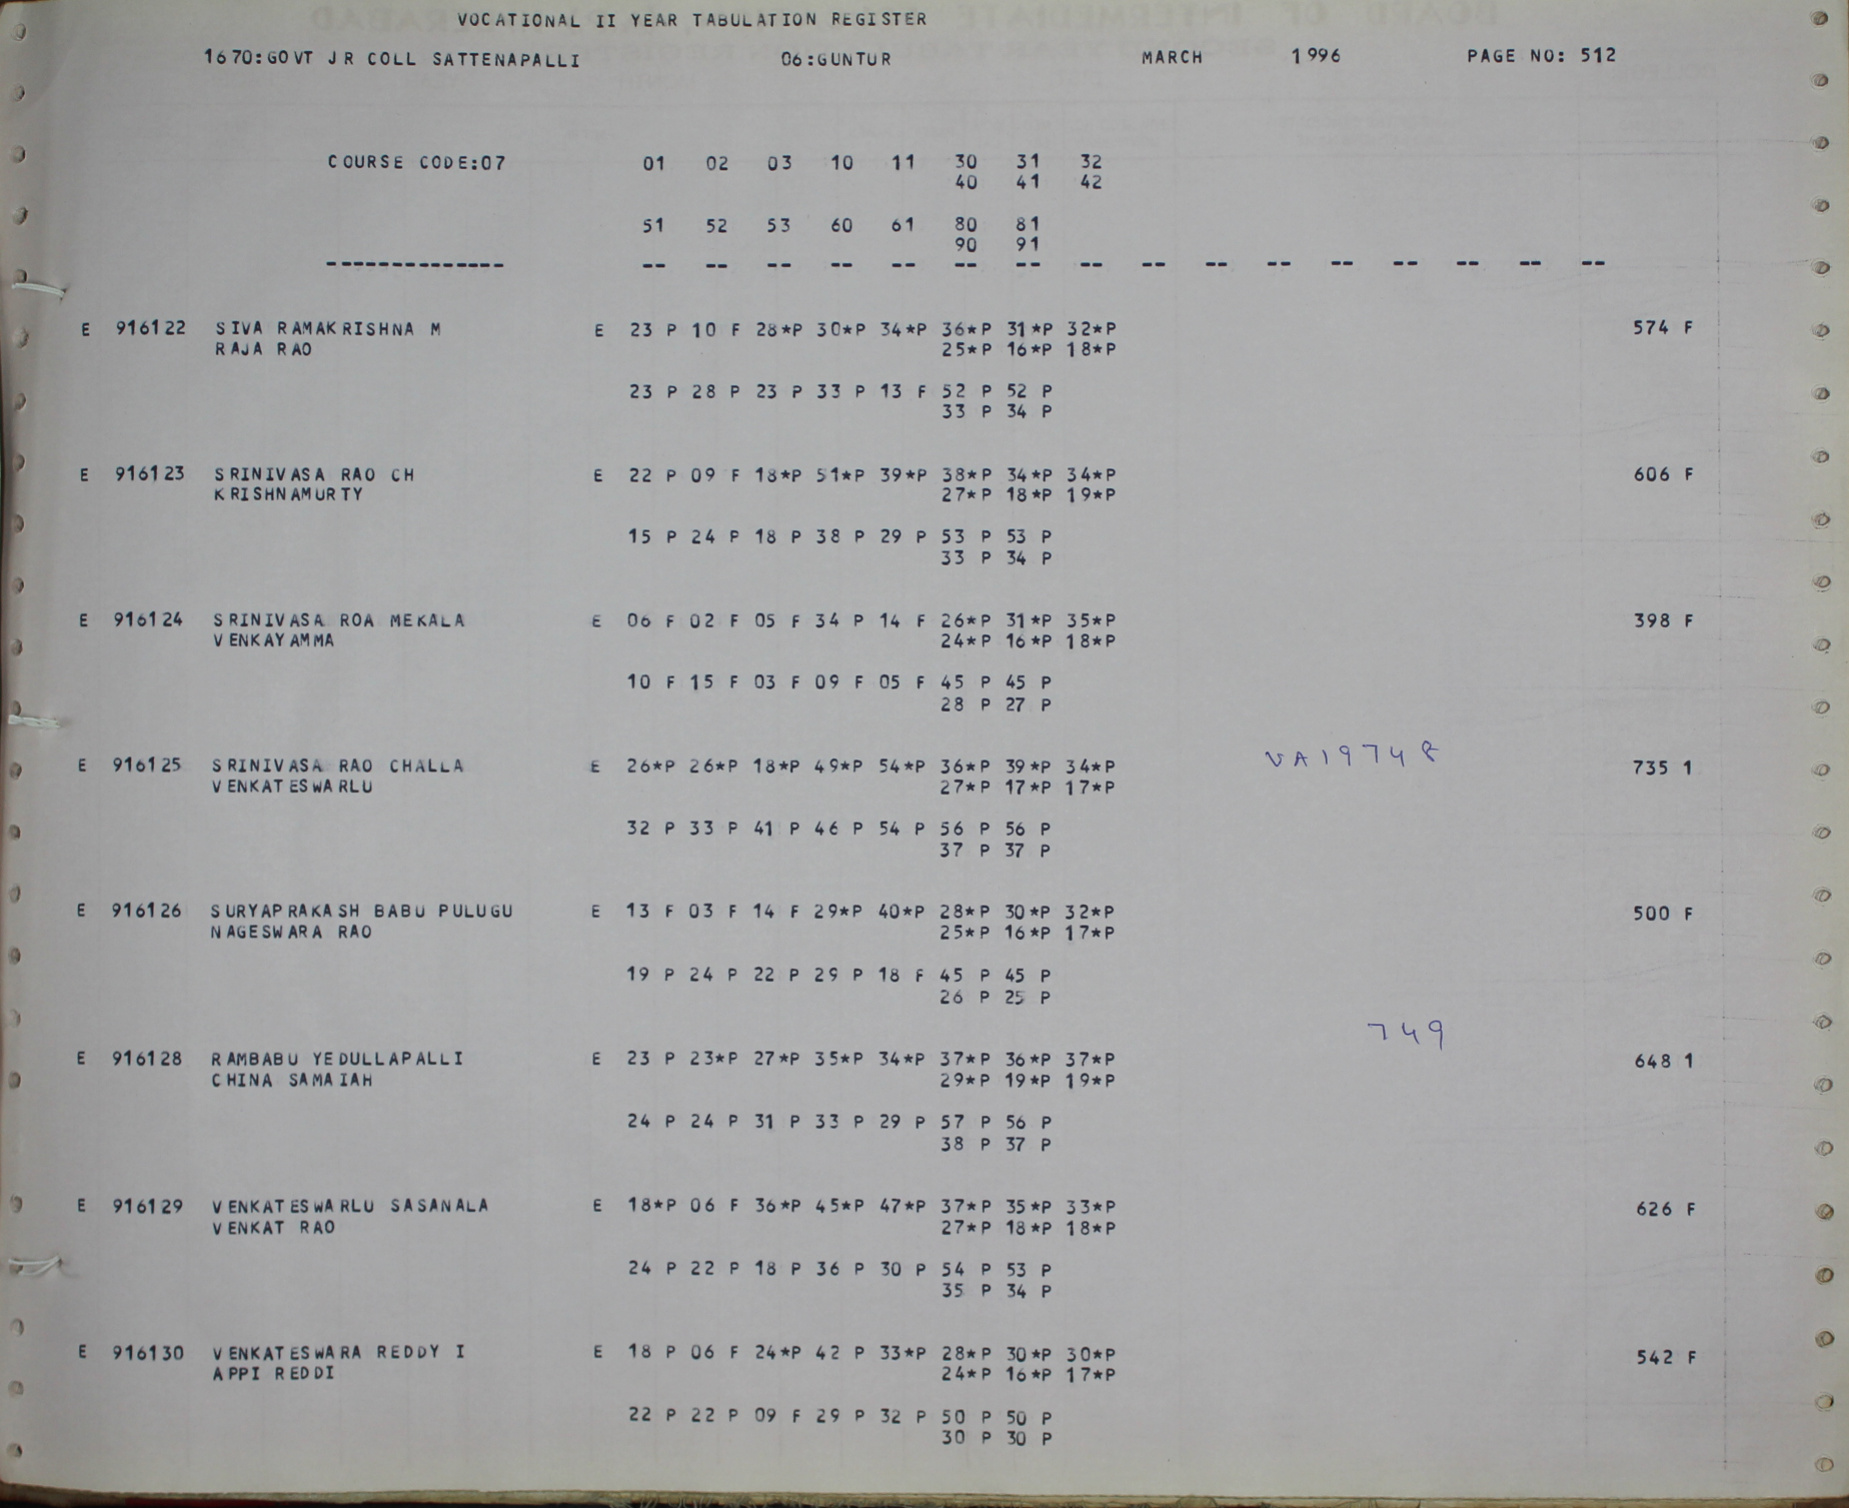 VOCATIONAL II YEAR TABULATION REGISTER
1670:GOVT JR COLL SATTENAPALLI 06:GUNTUR MARCH 1996 PAGE NO: 512
COURSE CODE:07 01 02 03 10 11 30 31 32
40 41 42
51 52 53 60 61 80 81
90 91
-------------- -- -- -- -- -- -- -- -- -- -- -- -- -- -- -- --
E 916122 SIVA RAMAKRISHNA M E 23 P 10 F 28*P 30*P 34*P 36*P 31*P 32*P 574 F
RAJA RAO 25*P 16*P 18*P
23 P 28 P 23 P 33 P 13 F 52 P 52 P
33 P 34 P
E 916123 SRINIVASA RAO CH E 22 P 09 F 18*P 51*P 39*P 38*P 34*P 34*P 606 F
KRISHNAMURTY 27*P 18*P 19*P
15 P 24 P 18 P 38 P 29 P 53 P 53 P
33 P 34 P
E 916124 SRINIVASA ROA MEKALA E 06 F 02 F 05 F 34 P 14 F 26*P 31*P 35*P 398 F
VENKAYAMMA 24*P 16*P 18*P
10 F 15 F 03 F 09 F 05 F 45 P 45 P
28 P 27 P
VA19748
E 916125 SRINIVASA RAO CHALLA E 26*P 26*P 18*P 49*P 54*P 36*P 39*P 34*P 735 1
VENKATESWARLU 27*P 17*P 17*P
32 P 33 P 41 P 46 P 54 P 56 P 56 P
37 P 37 P
E 916126 SURYAPRAKASH BABU PULUGU E 13 F 03 F 14 F 29*P 40*P 28*P 30*P 32*P 500 F
NAGESWARA RAO 25*P 16*P 17*P
19 P 24 P 22 P 29 P 18 F 45 P 45 P
26 P 25 P
749
E 916128 RAMBABU YEDULLAPALLI E 23 P 23*P 27*P 35*P 34*P 37*P 36*P 37*P 648 1
CHINA SAMAIAH 29*P 19*P 19*P
24 P 24 P 31 P 33 P 29 P 57 P 56 P
38 P 37 P
E 916129 VENKATESWARLU SASANALA E 18*P 06 F 36*P 45*P 47*P 37*P 35*P 33*P 626 F
VENKAT RAO 27*P 18*P 18*P
24 P 22 P 18 P 36 P 30 P 54 P 53 P
35 P 34 P
E 916130 VENKATESWARA REDDY I E 18 P 06 F 24*P 42 P 33*P 28*P 30*P 30*P 542 F
APPI REDDI 24*P 16*P 17*P
22 P 22 P 09 F 29 P 32 P 50 P 50 P
30 P 30 P